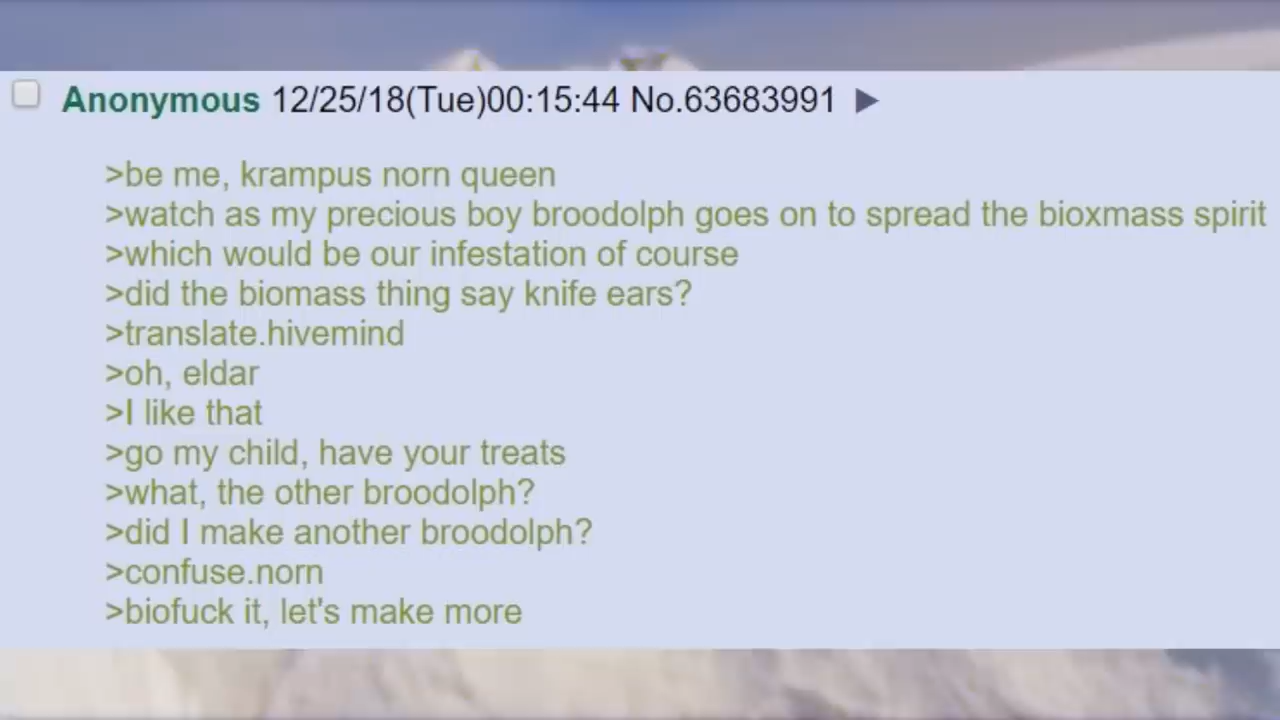 Anonymous 12/25/18(Tue)00:15:44 No.63683991 ▶
>be me, krampus norn queen
>watch as my precious boy broodolph goes on to spread the bioxmass spirit
>which would be our infestation of course
>did the biomass thing say knife ears?
>translate.hivemind
>oh, eldar
>I like that
>go my child, have your treats
>what, the other broodolph?
>did I make another broodolph?
>confuse.norn
>biofuck it, let's make more